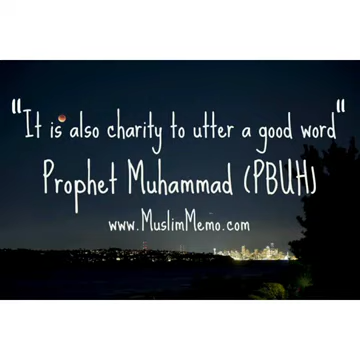 "It is also charity to utter a good word"
Prophet Muhammad (PBUH)
www.MuslimMemo.com